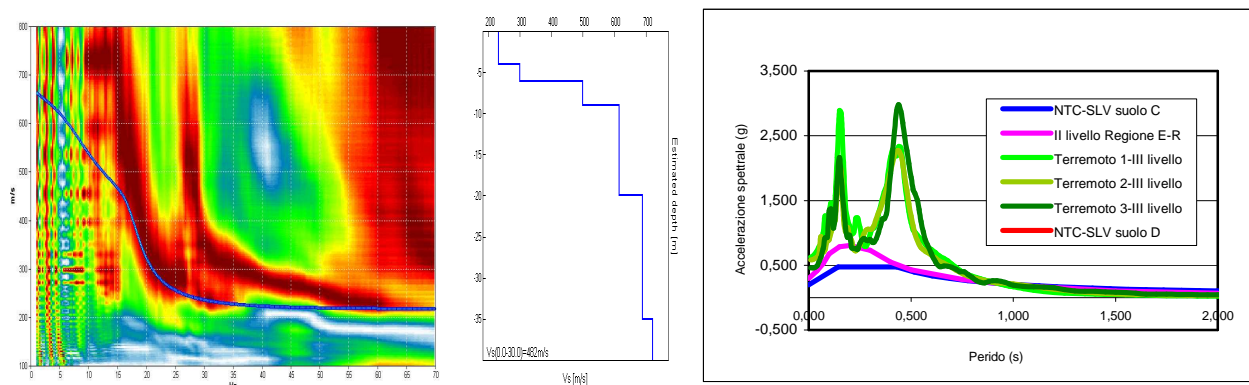 800
700
600
500
400
300
200
100
m/s
0 5 10 15 20 25 30 35 40 45 50 55 60 65 70
200 300 400 500 600 700
-5
-10
-15
-20
-25
-30
-35
Estimated depth [m]
Vs(0.0-30.0)=482m/s
Vs [m/s]
3,500
2,500
1,500
0,500
-0,500
Accelerazione spettrale (g)
NTC-SLV suolo C
II livello Regione E-R
Terremoto 1-III livello
Terremoto 2-III livello
Terremoto 3-III livello
NTC-SLV suolo D
0,000 0,500 1,000 1,500 2,000
Perido (s)